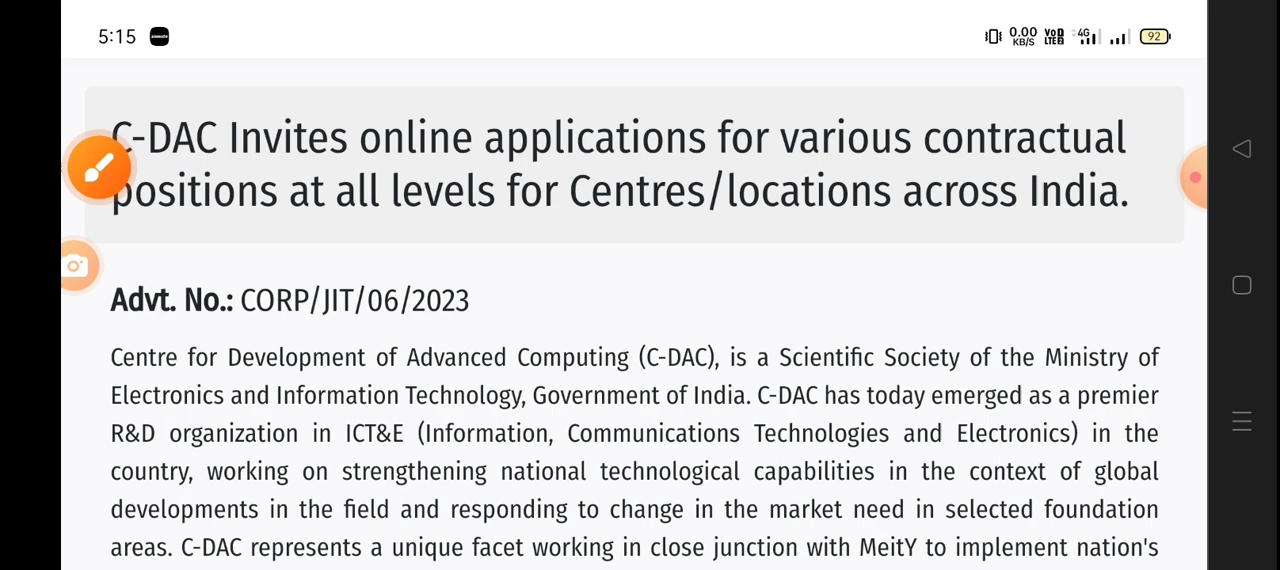 5:15
0.00
KB/S
VoD
LTE2
4G
92
C-DAC Invites online applications for various contractual
positions at all levels for Centres/locations across India.
Advt. No.: CORP/JIT/06/2023
Centre for Development of Advanced Computing (C-DAC), is a Scientific Society of the Ministry of
Electronics and Information Technology, Government of India. C-DAC has today emerged as a premier
R&D organization in ICT&E (Information, Communications Technologies and Electronics) in the
country, working on strengthening national technological capabilities in the context of global
developments in the field and responding to change in the market need in selected foundation
areas. C-DAC represents a unique facet working in close junction with MeitY to implement nation's